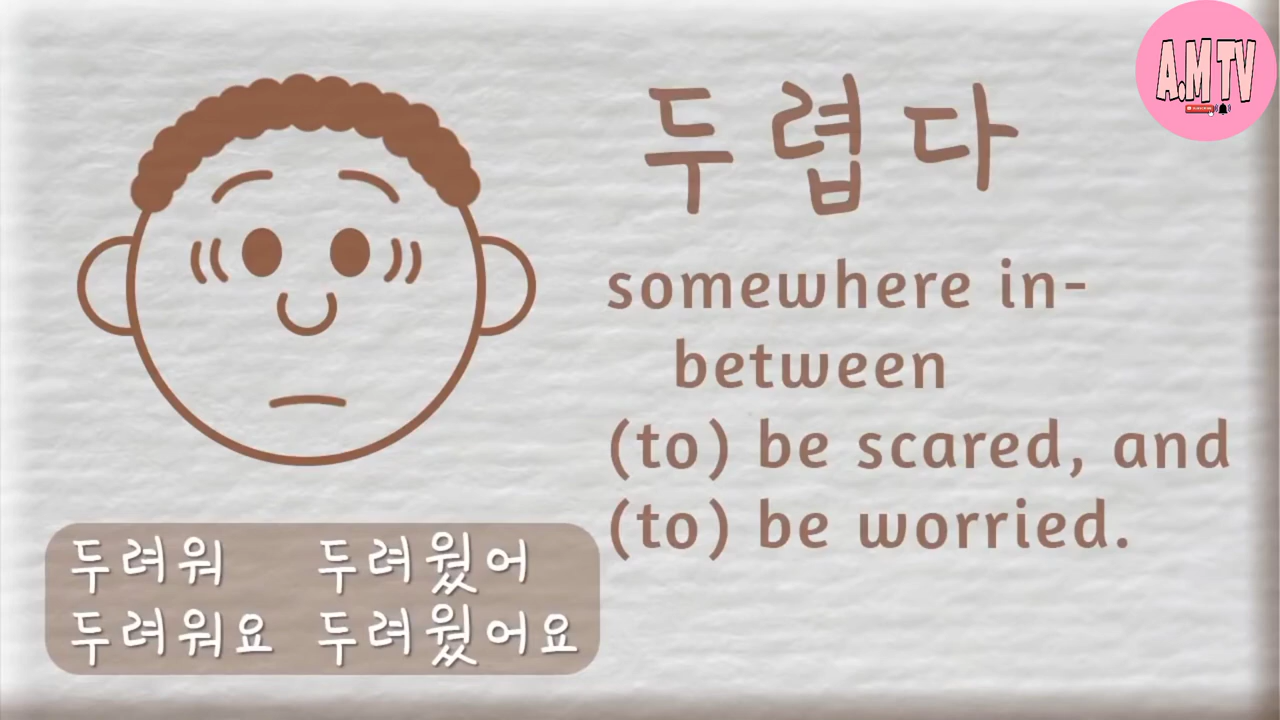 A.M TV
두렵다
somewhere in-
between
(to) be scared, and
(to) be worried.
두려워 두려웠어
두려워요 두려웠어요